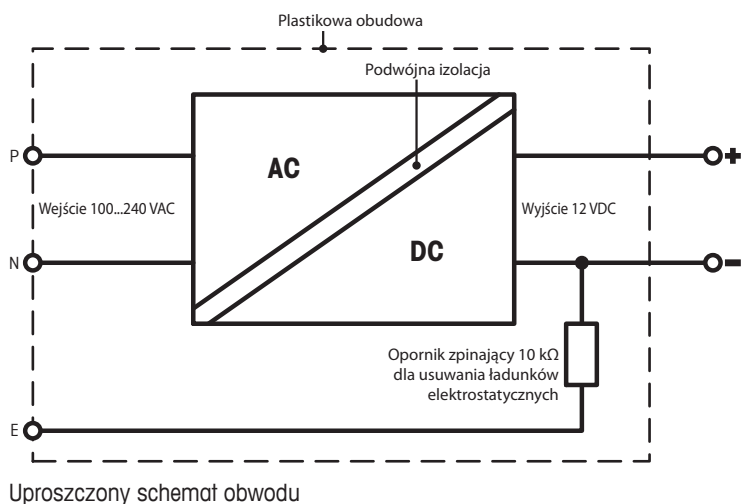 Plastikowa obudowa
Podwójna izolacja
P
AC
+
Wejście 100...240 VAC
Wyjście 12 VDC
DC
N
-
Opornik zpinający 10 kΩ
dla usuwania ładunków
elektrostatycznych
E
Uproszczony schemat obwodu